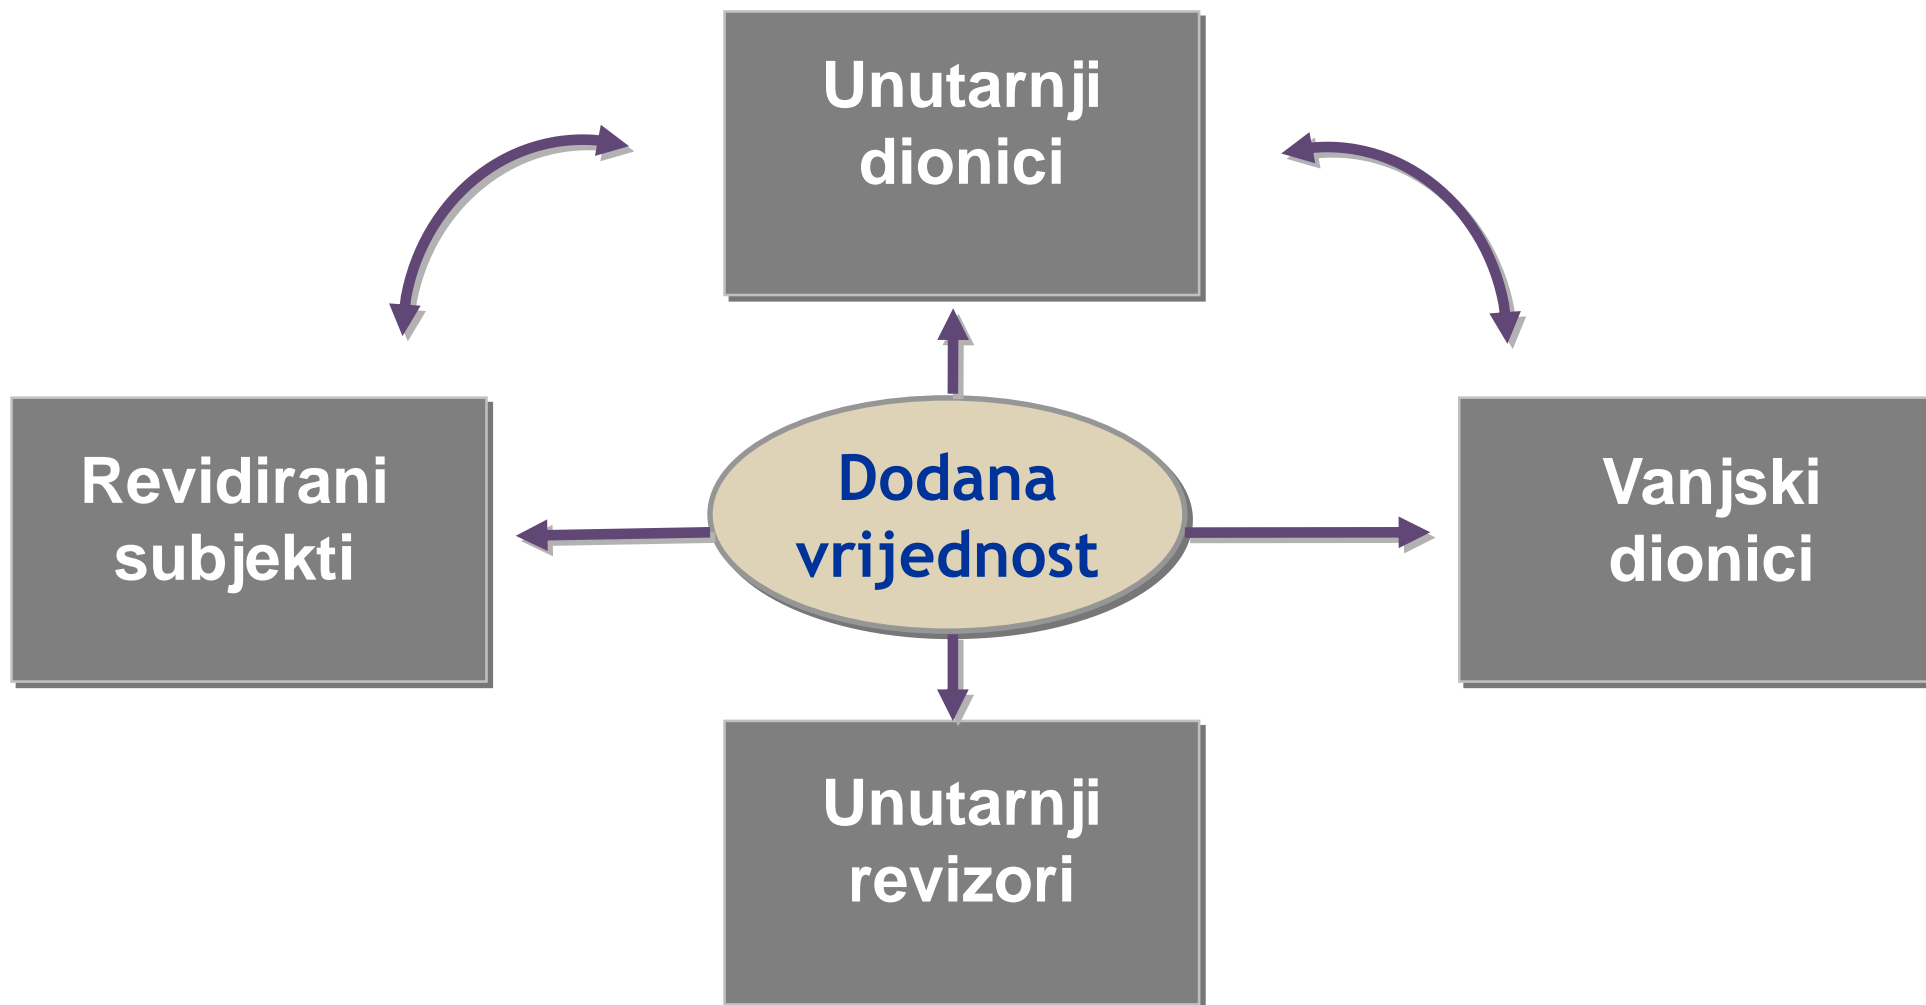 Unutarnji
dionici
Revidirani
subjekti
Dodana
vrijednost
Vanjski
dionici
Unutarnji
revizori